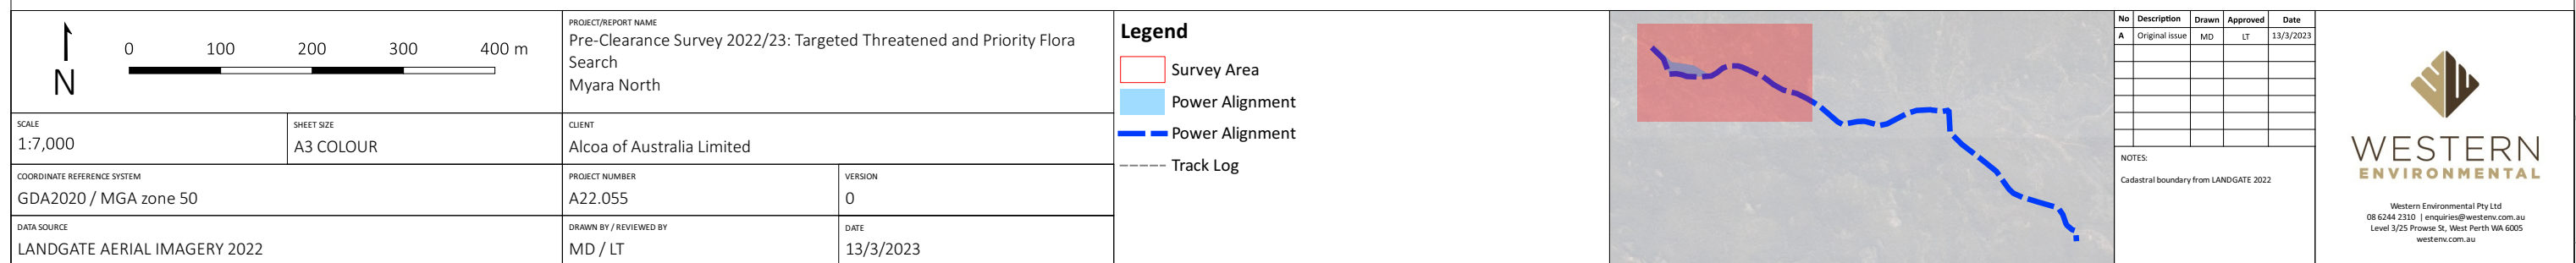 N
0 100 200 300 400 m
SCALE
1:7,000
SHEET SIZE
A3 COLOUR
COORDINATE REFERENCE SYSTEM
GDA2020 / MGA zone 50
DATA SOURCE
LANDGATE AERIAL IMAGERY 2022
PROJECT/REPORT NAME
Pre-Clearance Survey 2022/23: Targeted Threatened and Priority Flora
Search
Myara North
CLIENT
Alcoa of Australia Limited
PROJECT NUMBER
A22.055
VERSION
0
DRAWN BY / REVIEWED BY
MD / LT
DATE
13/3/2023
Legend
Survey Area
Power Alignment
Power Alignment
Track Log
No Description Drawn Approved Date
A Original issue MD LT 13/3/2023
NOTES:
Cadastral boundary from LANDGATE 2022
WESTERN
ENVIRONMENTAL
Western Environmental Pty Ltd
08 6244 2310 | enquiries@westenv.com.au
Level 3/25 Prowse St, West Perth WA 6005
westenv.com.au